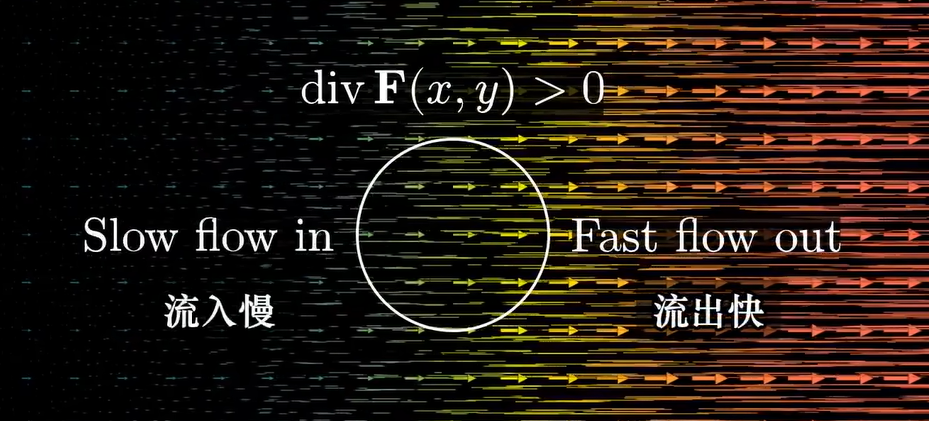 div F(x, y) > 0
Slow flow in
Fast flow out
流入慢
流出快